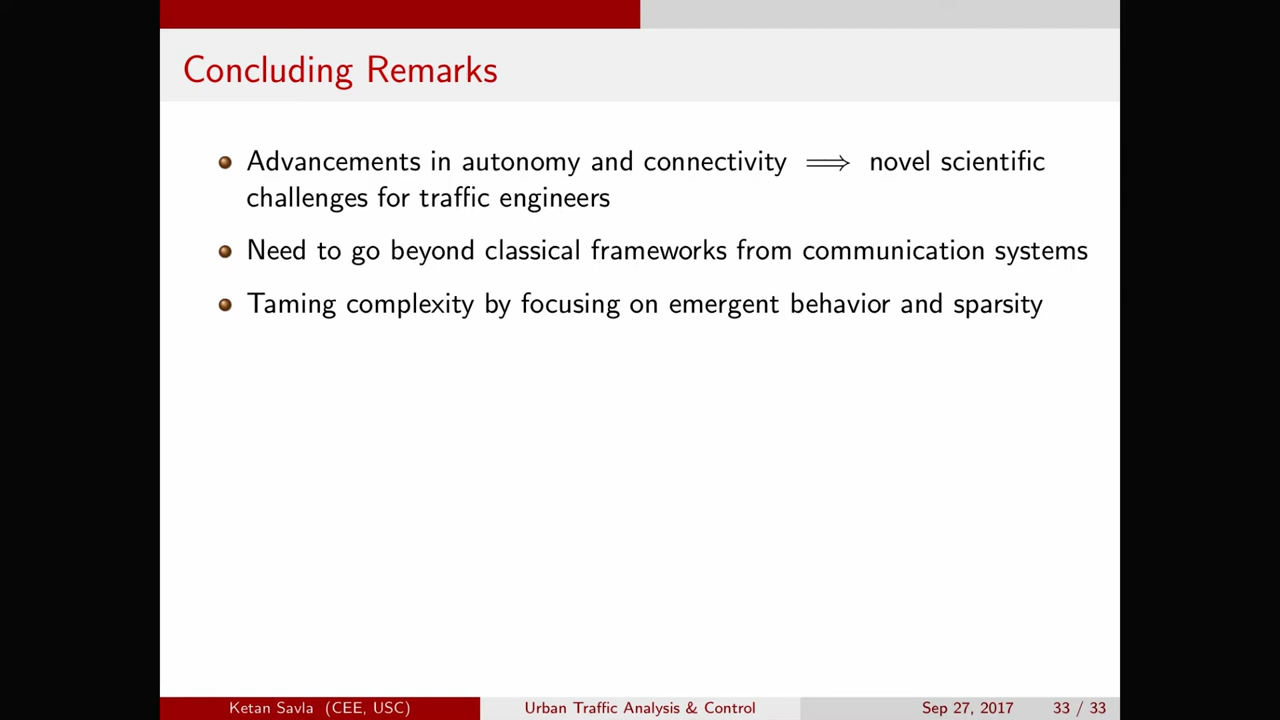 Concluding Remarks
Advancements in autonomy and connectivity ⟹ novel scientific
challenges for traffic engineers
Need to go beyond classical frameworks from communication systems
Taming complexity by focusing on emergent behavior and sparsity
Ketan Savla (CEE, USC) Urban Traffic Analysis & Control Sep 27, 2017 33 / 33